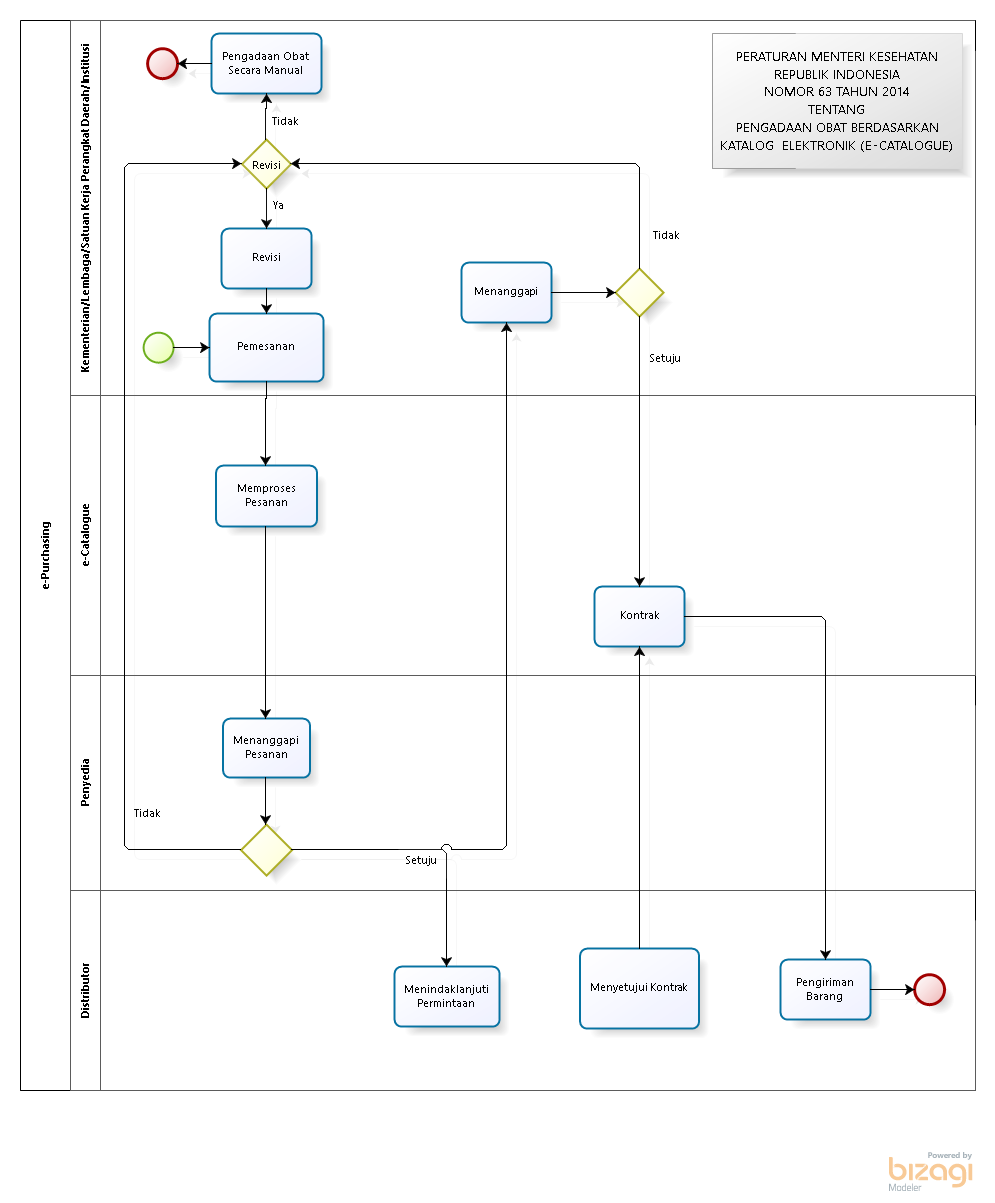 e-Purchasing
Kementerian/Lembaga/Satuan Kerja Perangkat Daerah/Institusi
Pengadaan Obat
Secara Manual
PERATURAN MENTERI KESEHATAN
REPUBLIK INDONESIA
NOMOR 63 TAHUN 2014
TENTANG
PENGADAAN OBAT BERDASARKAN
KATALOG ELEKTRONIK (E-CATALOGUE)
Tidak
Revisi
Ya
Revisi
Tidak
Menanggapi
Pemesanan
Setuju
e-Catalogue
Memproses
Pesanan
Kontrak
Penyedia
Menanggapi
Pesanan
Tidak
Setuju
Distributor
Menindaklanjuti
Permintaan
Menyetujui Kontrak
Pengiriman
Barang
Powered by
bizagi
Modeler